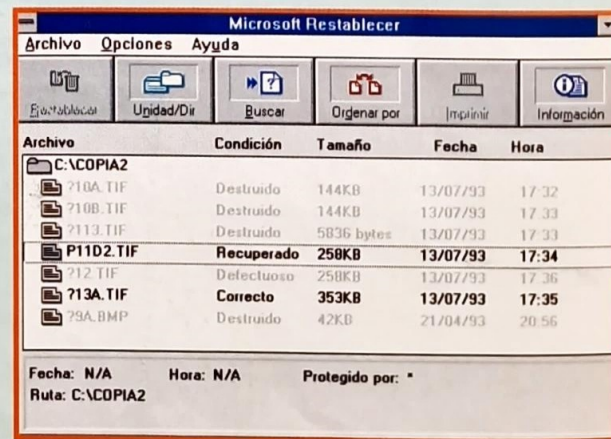 Microsoft Restablecer
Archivo Opciones Ayuda
Restablecer Unidad/Dir Buscar Ordenar por Imprimir Información
Archivo Condición Tamaño Fecha Hora
C:\COPIA2
?10A.TIF Destruido 144KB 13/07/93 17:32
?10B.TIF Destruido 144KB 13/07/93 17:33
?113.TIF Destruido 5836 bytes 13/07/93 17:33
P11D2.TIF Recuperado 258KB 13/07/93 17:34
?12.TIF Defectuoso 258KB 13/07/93 17:36
?13A.TIF Correcto 353KB 13/07/93 17:35
?9A.BMP Destruido 42KB 21/04/93 20:56
Fecha: N/A Hora: N/A Protegido por: *
Ruta: C:\COPIA2